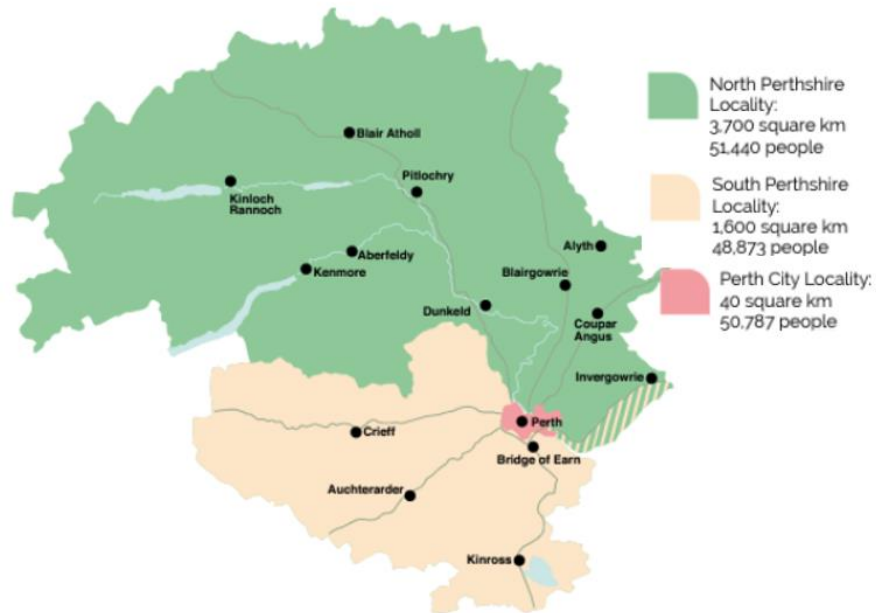 Blair Atholl
Pitlochry
Kinloch
Rannoch
Aberfeldy
Kenmore
Alyth
Blairgowrie
Dunkeld
Coupar
Angus
Invergowrie
Perth
Crieff
Bridge of Earn
Auchterarder
Kinross
North Perthshire
Locality:
3,700 square km
51,440 people
South Perthshire
Locality:
1,600 square km
48,873 people
Perth City Locality:
40 square km
50,787 people